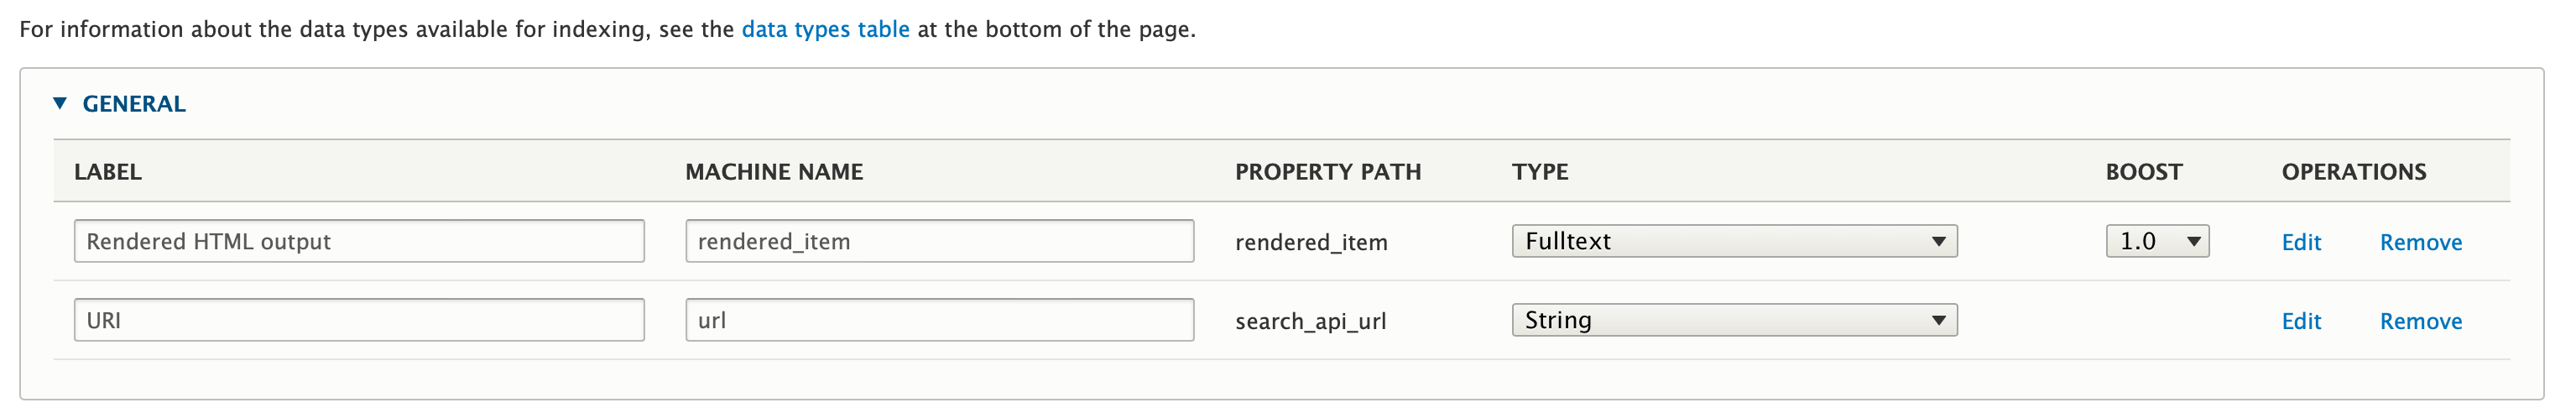 For information about the data types available for indexing, see the data types table at the bottom of the page.
GENERAL
LABEL MACHINE NAME PROPERTY PATH TYPE BOOST OPERATIONS
Rendered HTML output rendered_item rendered_item Fulltext 1.0 Edit Remove
URI url search_api_url String Edit Remove